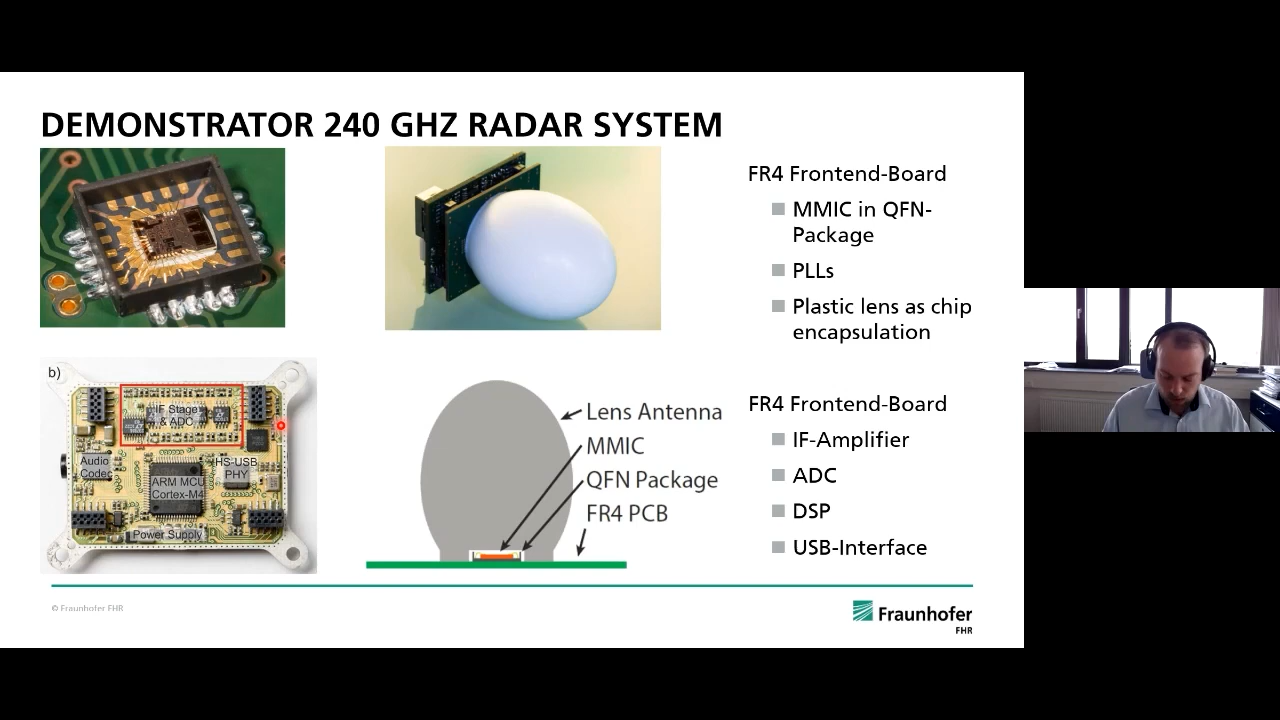 DEMONSTRATOR 240 GHZ RADAR SYSTEM
FR4 Frontend-Board
MMIC in QFN-
Package
PLLs
Plastic lens as chip
encapsulation
b)
IF Stage
& ADC
Audio
Codec
HS-USB
PHY
ARM MCU
Cortex-M4
Power Supply
Lens Antenna
MMIC
QFN Package
FR4 PCB
FR4 Frontend-Board
IF-Amplifier
ADC
DSP
USB-Interface
© Fraunhofer FHR
Fraunhofer
FHR